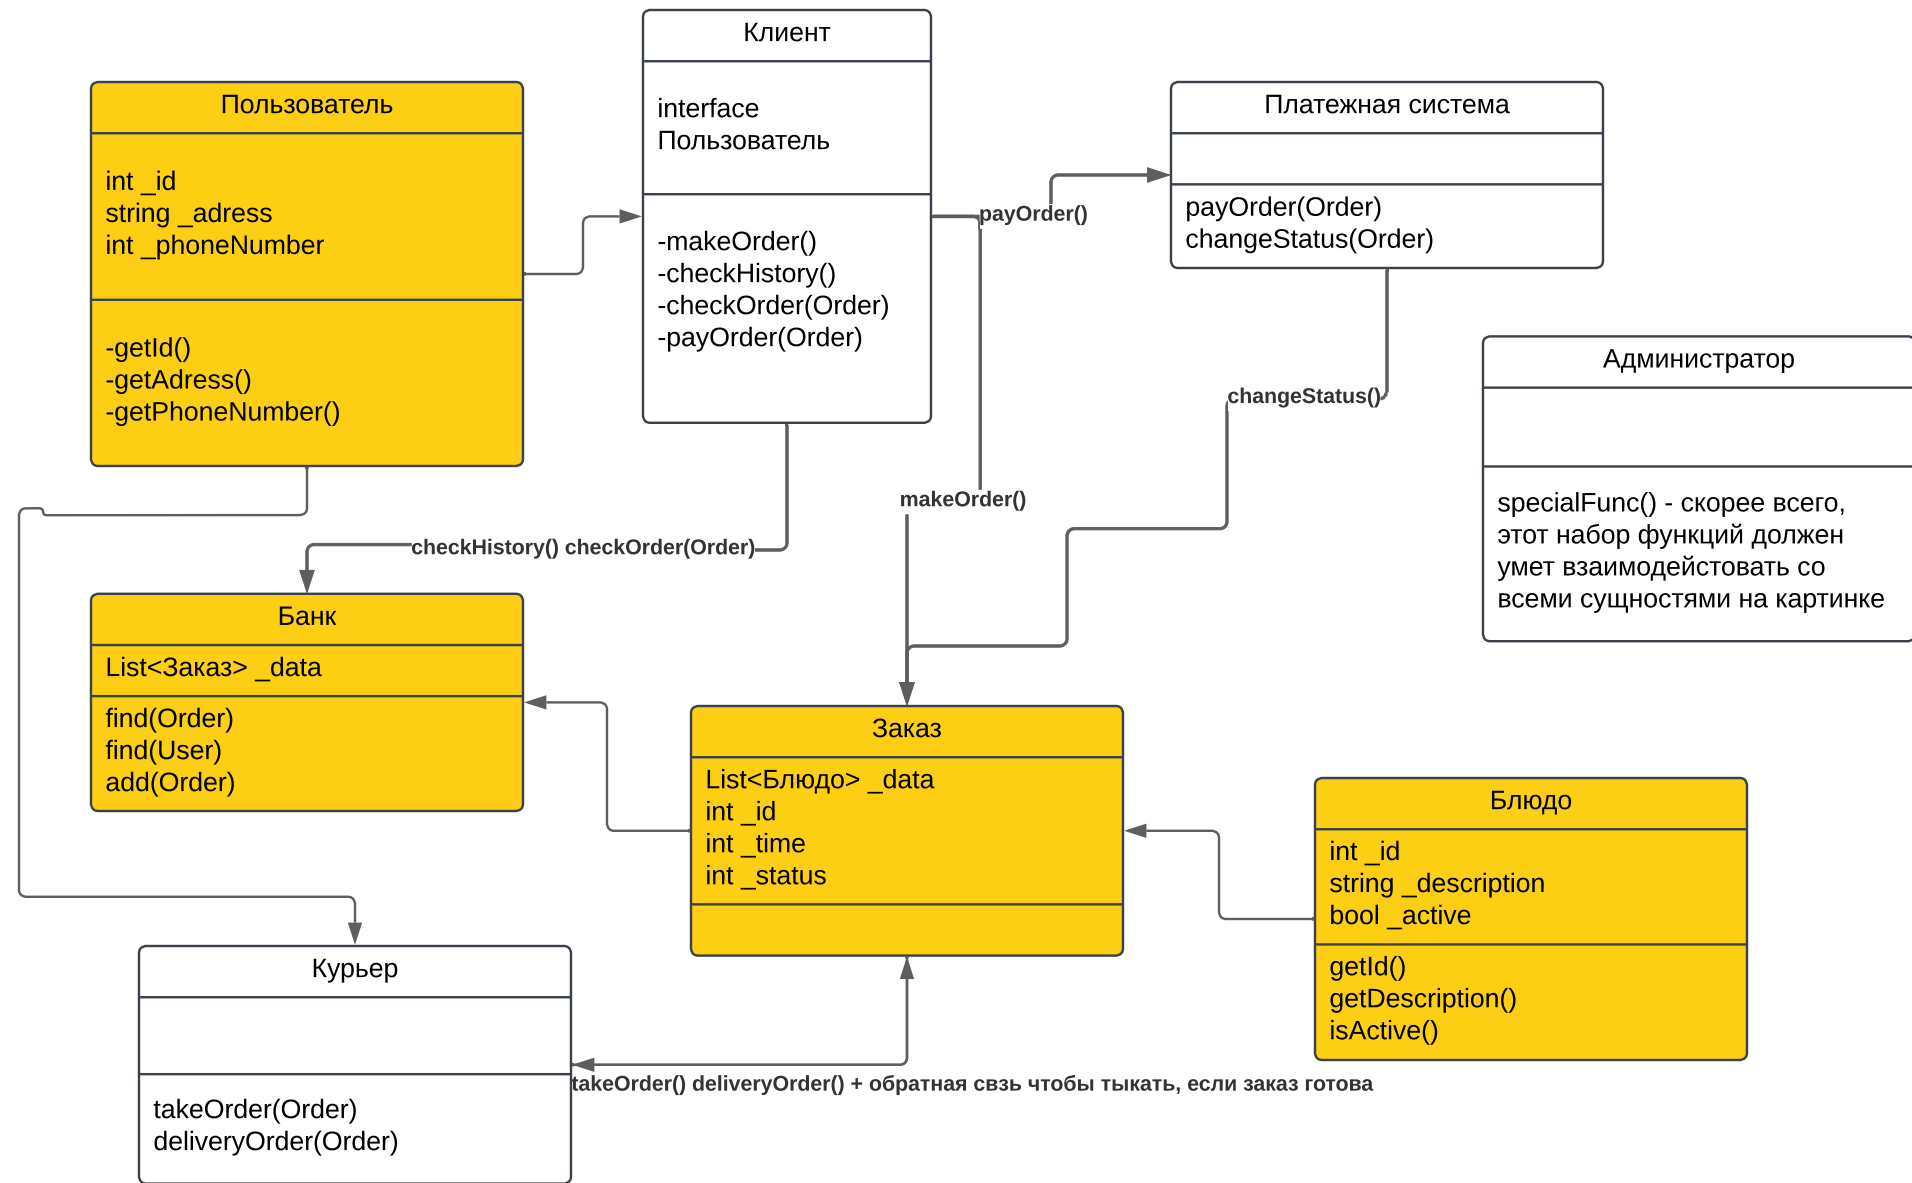 Клиент
interface
Пользователь
-makeOrder()
-checkHistory()
-checkOrder(Order)
-payOrder(Order)
Пользователь
int _id
string _adress
int _phoneNumber
-getId()
-getAdress()
-getPhoneNumber()
Платежная система
payOrder(Order)
changeStatus(Order)
payOrder()
changeStatus()
Администратор
specialFunc() - скорее всего,
этот набор функций должен
умет взаимодейстовать со
всеми сущностями на картинке
makeOrder()
checkHistory() checkOrder(Order)
Банк
List<Заказ> _data
find(Order)
find(User)
add(Order)
Заказ
List<Блюдо> _data
int _id
int _time
int _status
Блюдо
int _id
string _description
bool _active
getId()
getDescription()
isActive()
Курьер
takeOrder(Order)
deliveryOrder(Order)
takeOrder() deliveryOrder() + обратная свзь чтобы тыкать, если заказ готова